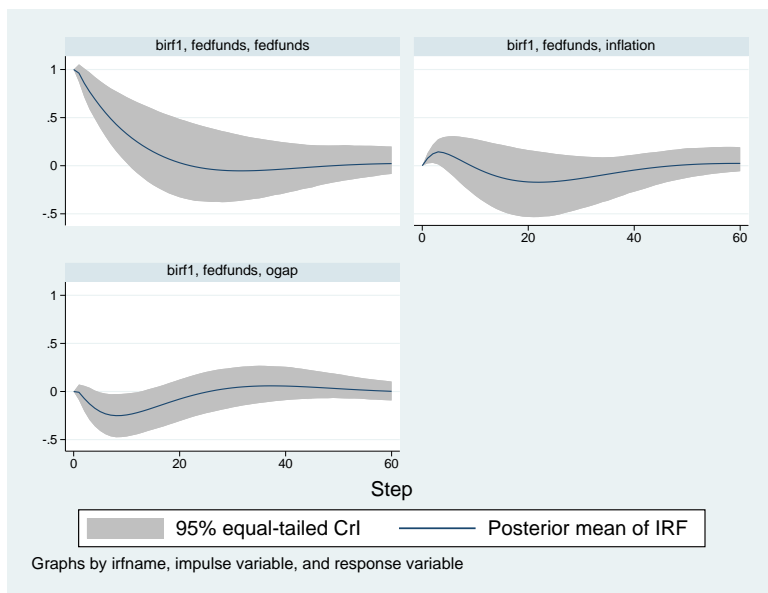 birf1, fedfunds, fedfunds
birf1, fedfunds, inflation
1
.5
0
-.5
0
20
40
60
birf1, fedfunds, ogap
1
.5
0
-.5
0
20
40
60
Step
95% equal-tailed CrI
Posterior mean of IRF
Graphs by irfname, impulse variable, and response variable